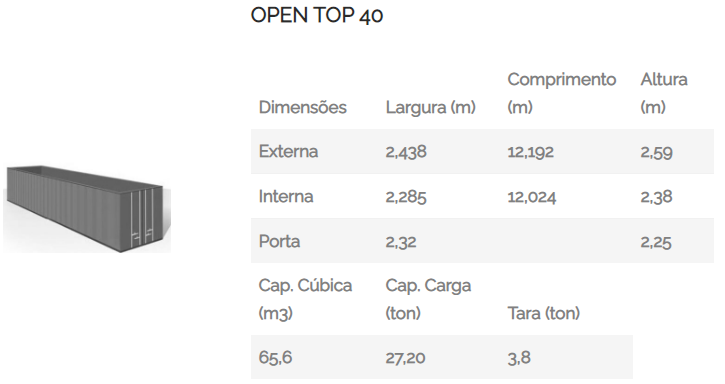 OPEN TOP 40
Comprimento Altura
Dimensões Largura (m) (m) (m)
Externa 2,438 12,192 2,59
Interna 2,285 12,024 2,38
Porta 2,32 2,25
Cap. Cúbica Cap. Carga
(m3) (ton) Tara (ton)
65,6 27,20 3,8